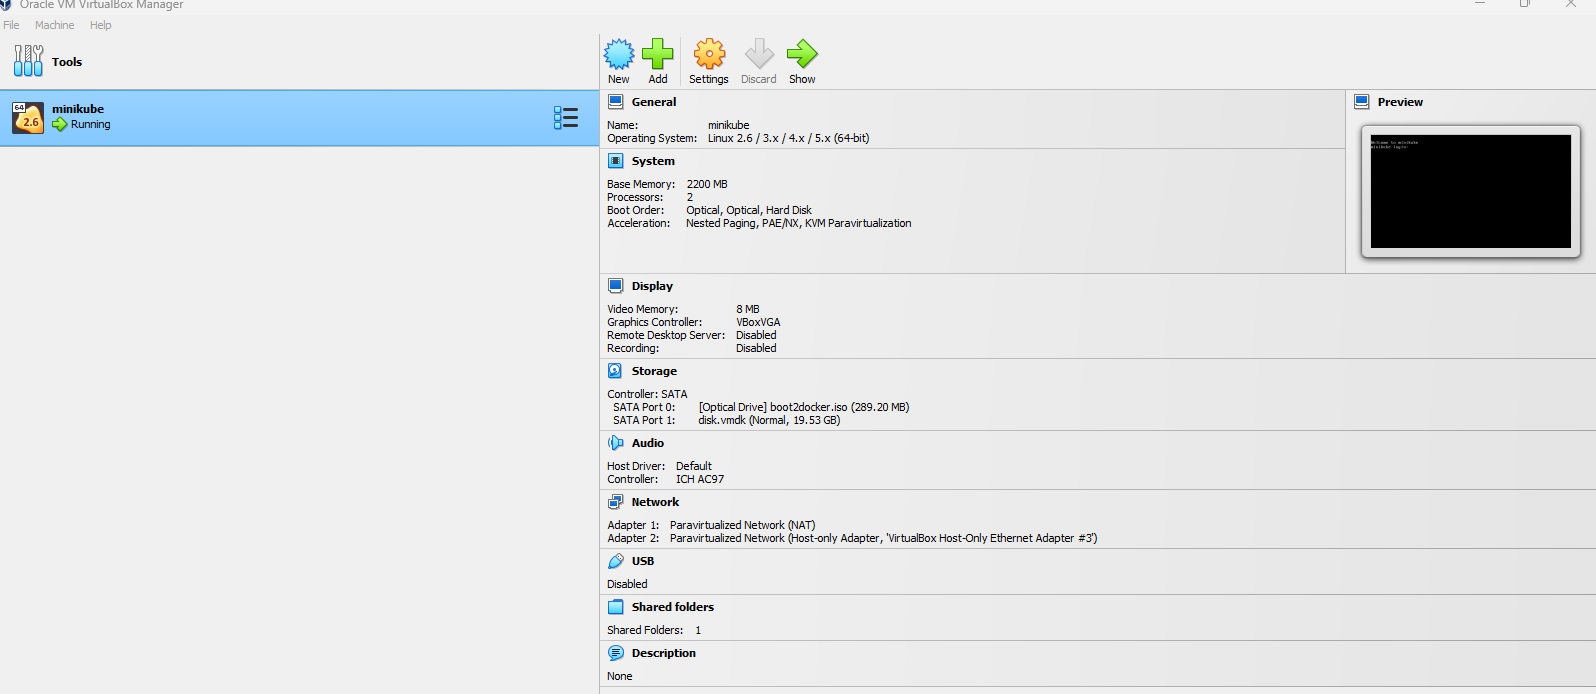 Oracle VM VirtualBox Manager
File Machine Help
Tools
64
2.6
minikube
Running
New Add Settings Discard Show
General
Name: minikube
Operating System: Linux 2.6 / 3.x / 4.x / 5.x (64-bit)
Preview
Welcome to minikube
minikube login:
System
Base Memory: 2200 MB
Processors: 2
Boot Order: Optical, Optical, Hard Disk
Acceleration: Nested Paging, PAE/NX, KVM Paravirtualization
Display
Video Memory: 8 MB
Graphics Controller: VBoxVGA
Remote Desktop Server: Disabled
Recording: Disabled
Storage
Controller: SATA
SATA Port 0: [Optical Drive] boot2docker.iso (289.20 MB)
SATA Port 1: disk.vmdk (Normal, 19.53 GB)
Audio
Host Driver: Default
Controller: ICH AC97
Network
Adapter 1: Paravirtualized Network (NAT)
Adapter 2: Paravirtualized Network (Host-only Adapter, 'VirtualBox Host-Only Ethernet Adapter #3')
USB
Disabled
Shared folders
Shared Folders: 1
Description
None